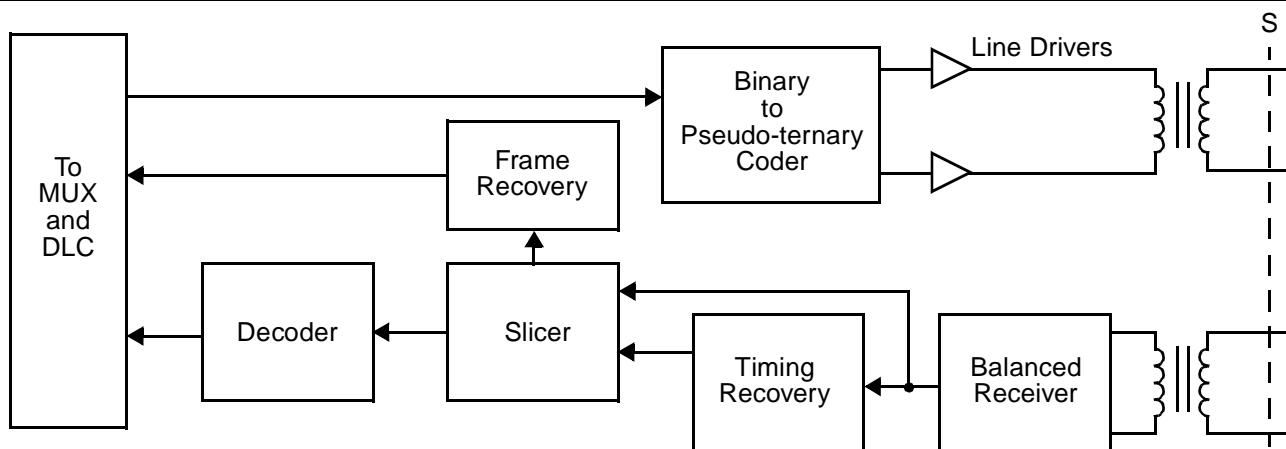 S
Line Drivers
Binary
to
Pseudo-ternary
Coder
To
MUX
and
DLC
Frame
Recovery
Decoder
Slicer
Timing
Recovery
Balanced
Receiver